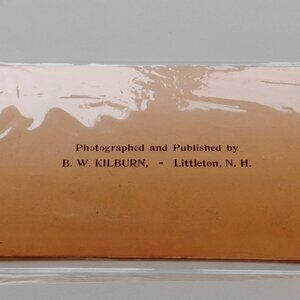 Photographed and Published by
B. W. KILBURN, - Littleton, N. H.